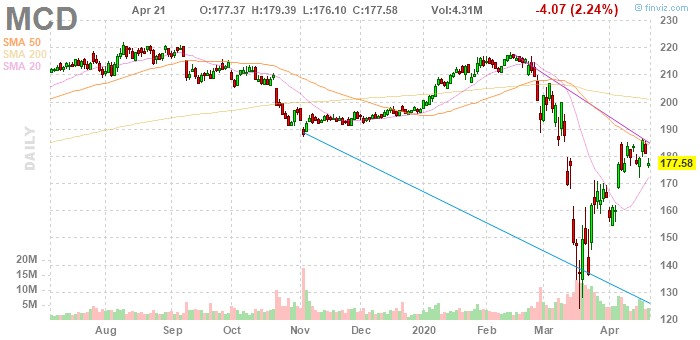 MCD Apr 21 O:177.37 H:179.39 L:176.10 C:177.58 Vol:4.31M -4.07 (2.24%) © finviz.com
SMA 50
SMA 200
SMA 20
DAILY
230
220
210
200
190
180
177.58
170
160
150
140
130
120
20M
15M
10M
5M
Aug Sep Oct Nov Dec 2020 Feb Mar Apr